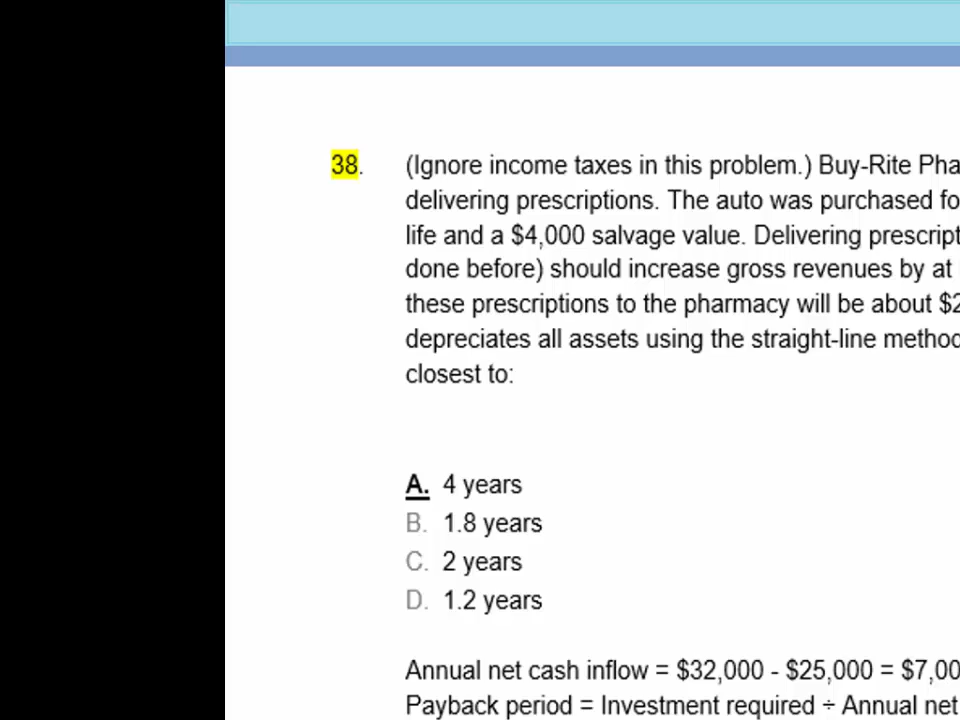 38. (Ignore income taxes in this problem.) Buy-Rite Pha
delivering prescriptions. The auto was purchased fo
life and a $4,000 salvage value. Delivering prescript
done before) should increase gross revenues by at
these prescriptions to the pharmacy will be about $2
depreciates all assets using the straight-line method
closest to:
A. 4 years
B. 1.8 years
C. 2 years
D. 1.2 years
Annual net cash inflow = $32,000 - $25,000 = $7,00
Payback period = Investment required ÷ Annual net